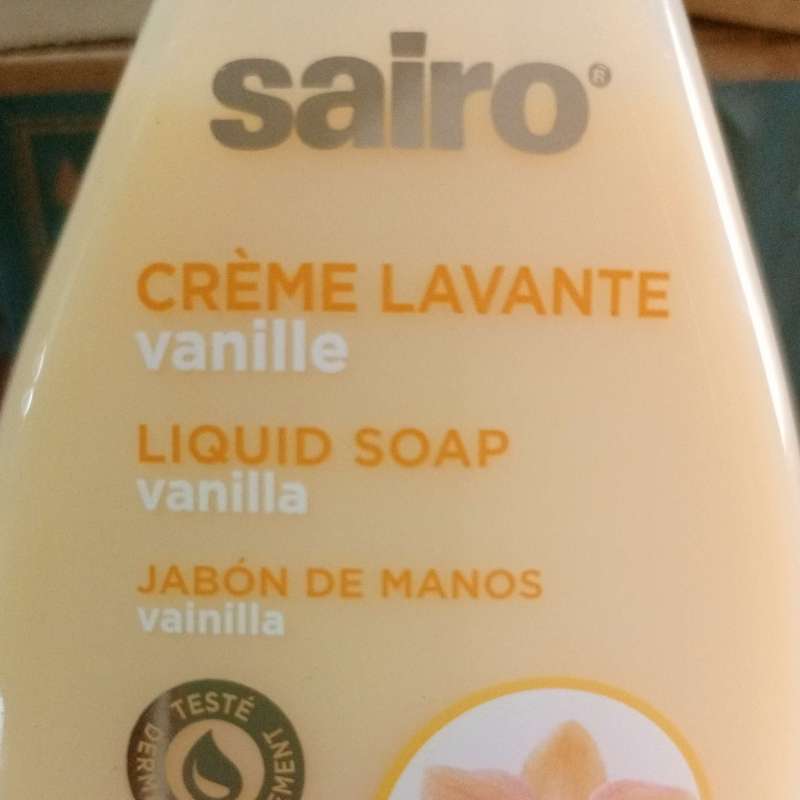 sairo®
CRÈME LAVANTE
vanille
LIQUID SOAP
vanilla
JABÓN DE MANOS
vainilla
TESTÉ